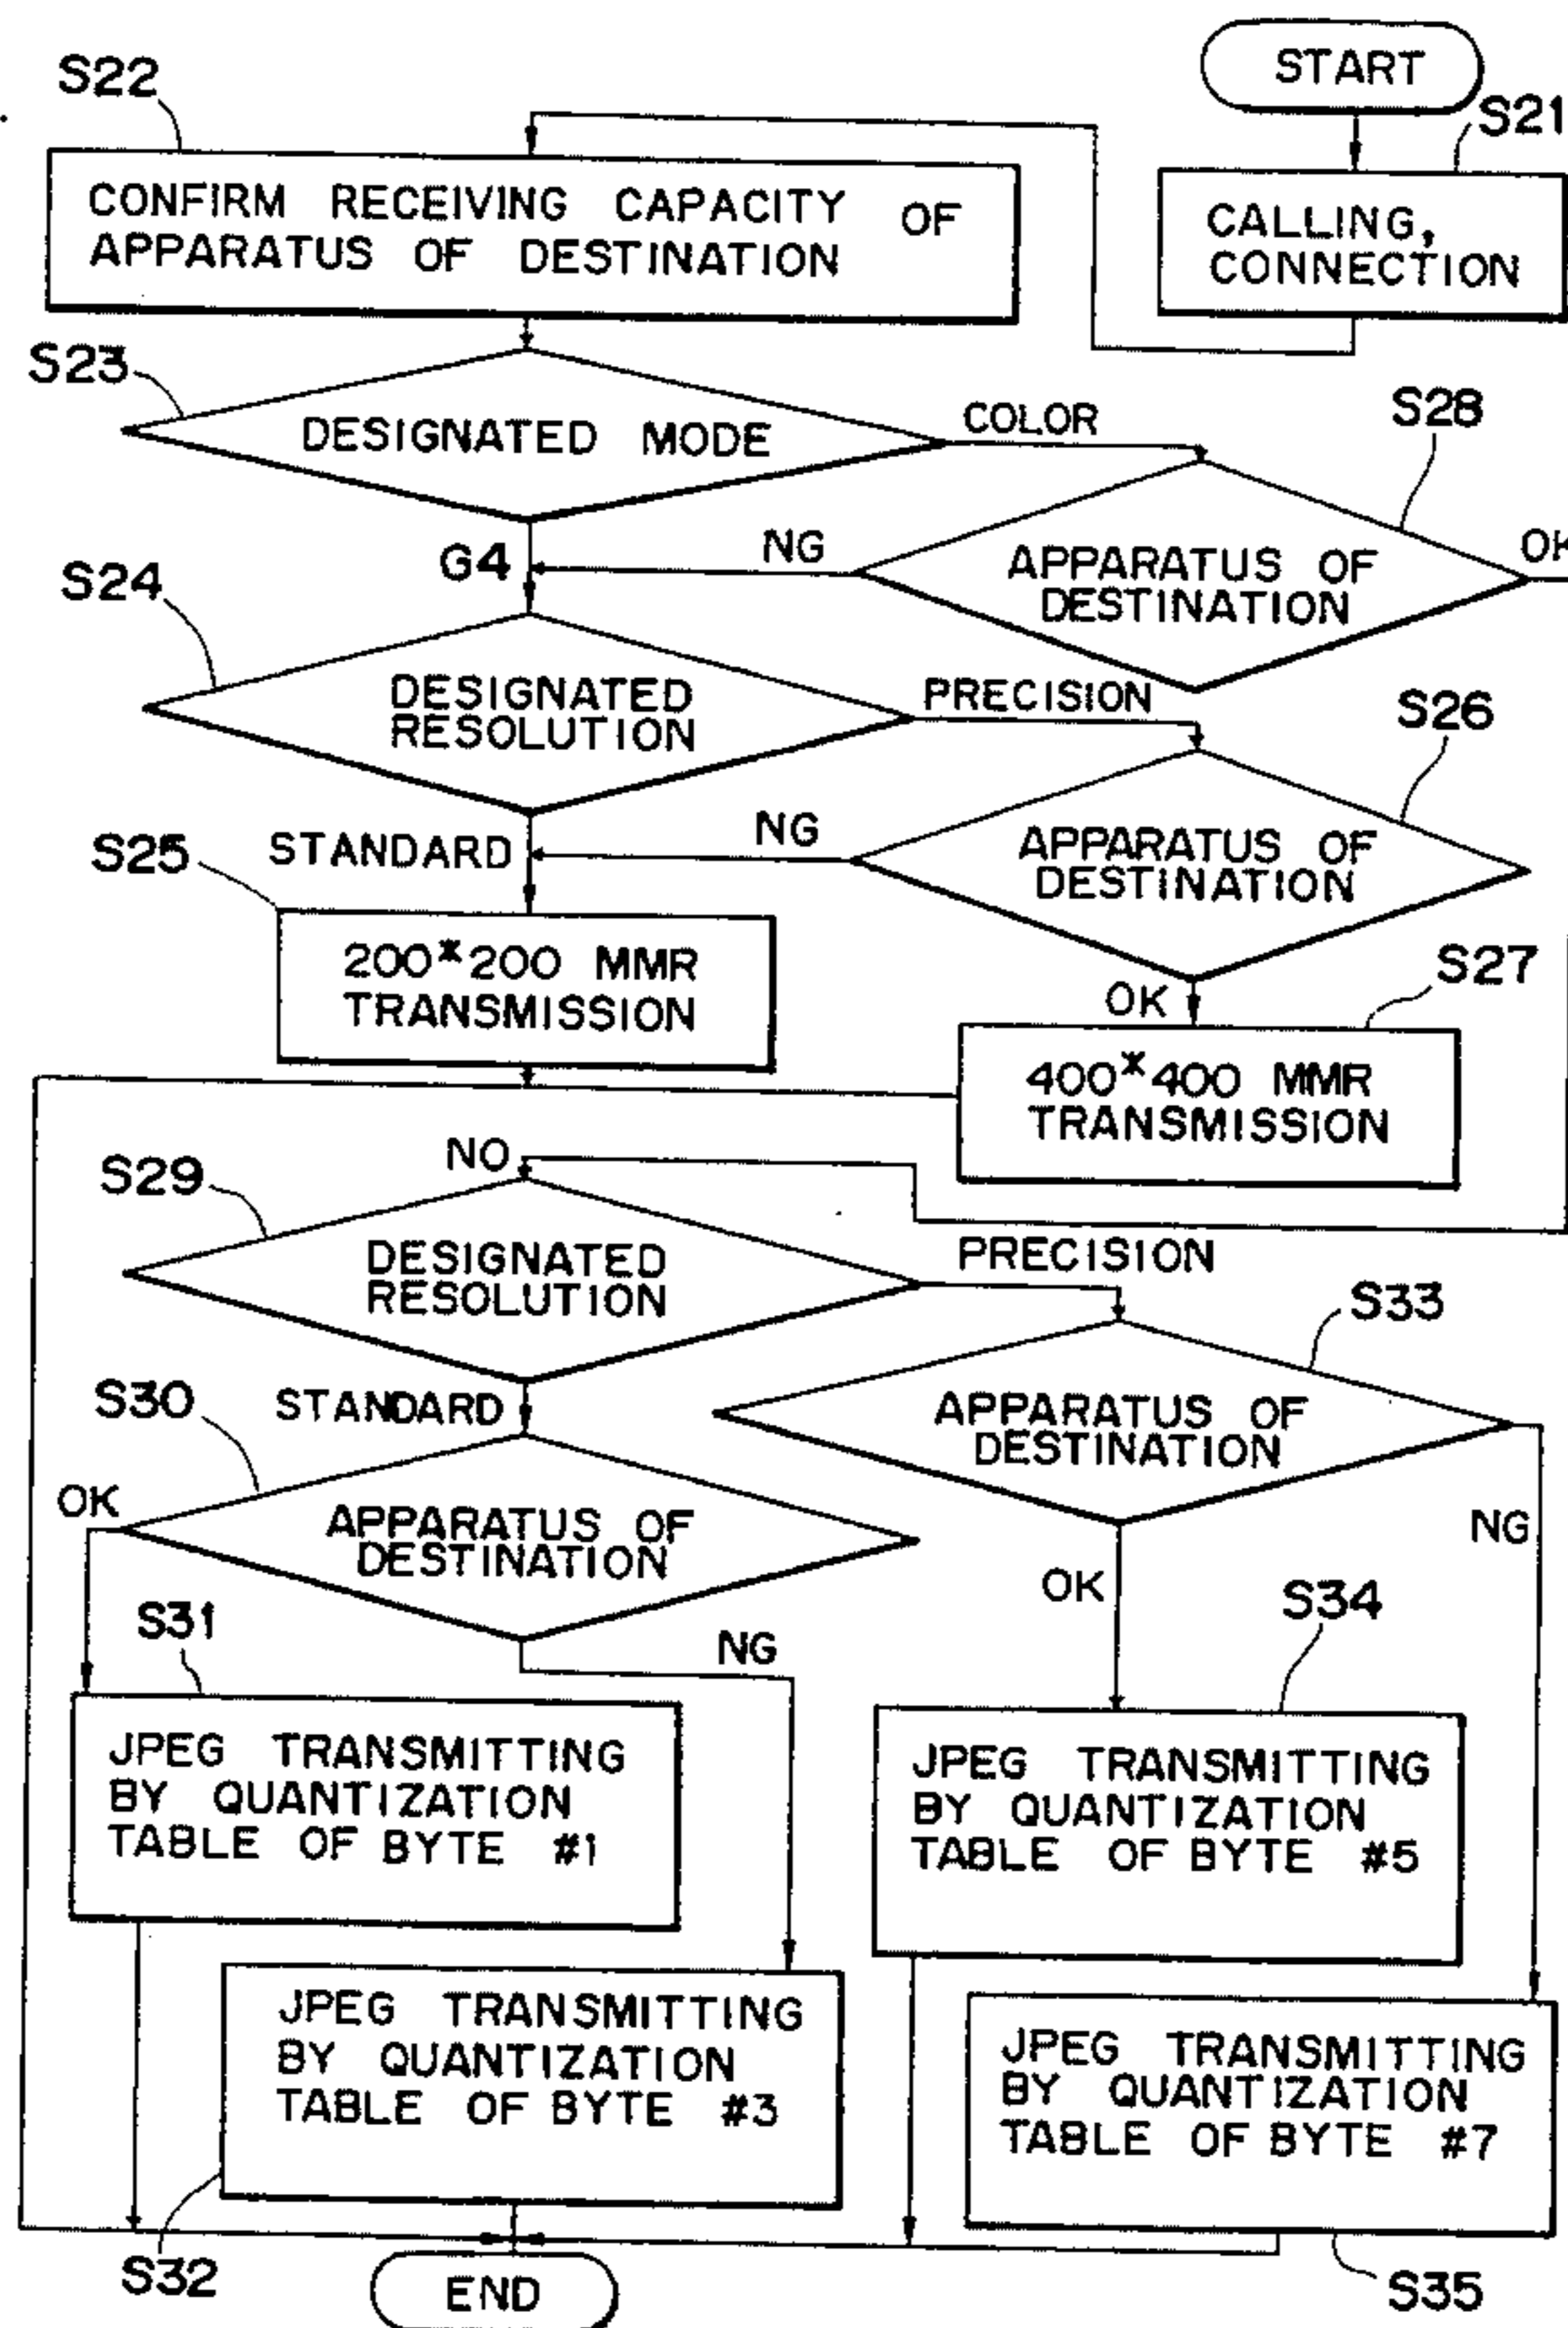 START
S21
CALLING,
CONNECTION
S22
CONFIRM RECEIVING CAPACITY OF
APPARATUS OF DESTINATION
S23
DESIGNATED MODE
COLOR
S28
APPARATUS OF
DESTINATION
NG
OK
G4
S24
DESIGNATED
RESOLUTION
PRECISION
S26
APPARATUS OF
DESTINATION
NG
STANDARD
S25
200*200 MMR
TRANSMISSION
OK
S27
400*400 MMR
TRANSMISSION
NO
S29
DESIGNATED
RESOLUTION
PRECISION
S33
APPARATUS OF
DESTINATION
STANDARD
S30
APPARATUS OF
DESTINATION
OK
NG
OK
NG
S31
JPEG TRANSMITTING
BY QUANTIZATION
TABLE OF BYTE #1
S34
JPEG TRANSMITTING
BY QUANTIZATION
TABLE OF BYTE #5
JPEG TRANSMITTING
BY QUANTIZATION
TABLE OF BYTE #3
S32
JPEG TRANSMITTING
BY QUANTIZATION
TABLE OF BYTE #7
S35
END